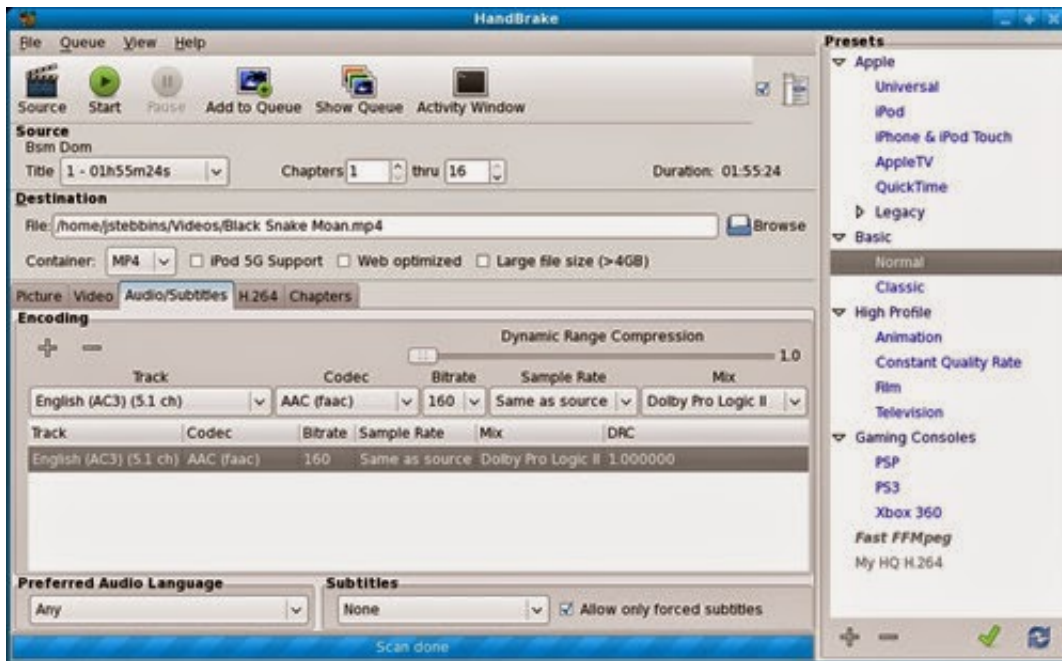 HandBrake
File Queue View Help
Source Start Pause Add to Queue Show Queue Activity Window
Source
Bsm Dom
Title 1 - 01h55m24s Chapters 1 thru 16 Duration: 01:55:24
Destination
File: /home/jstebbins/Videos/Black Snake Moan.mp4 Browse
Container: MP4 iPod 5G Support Web optimized Large file size (>4GB)
Picture Video Audio/Subtitles H.264 Chapters
Encoding
Dynamic Range Compression
1.0
Track Codec Bitrate Sample Rate Mix
English (AC3) (5.1 ch) AAC (faac) 160 Same as source Dolby Pro Logic II
Track Codec Bitrate Sample Rate Mix DRC
English (AC3) (5.1 ch) AAC (faac) 160 Same as source Dolby Pro Logic II 1.000000
Preferred Audio Language
Any
Subtitles
None Allow only forced subtitles
Scan done
Presets
Apple
Universal
iPod
iPhone & iPod Touch
AppleTV
QuickTime
Legacy
Basic
Normal
Classic
High Profile
Animation
Constant Quality Rate
Film
Television
Gaming Consoles
PSP
PS3
Xbox 360
Fast FFMpeg
My HQ H.264